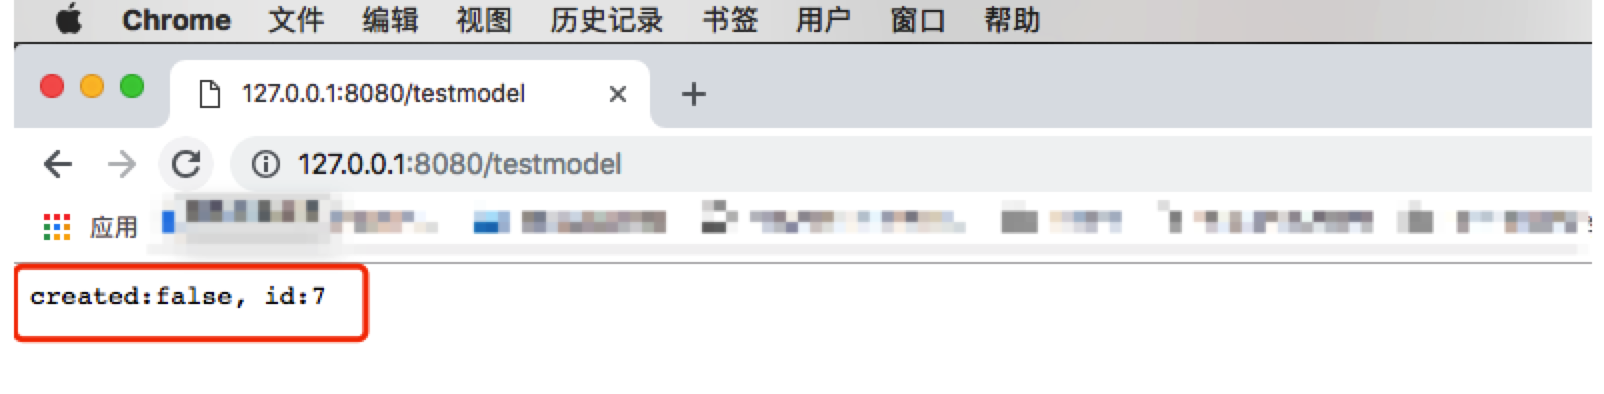 Chrome 文件 编辑 视图 历史记录 书签 用户 窗口 帮助
127.0.0.1:8080/testmodel
127.0.0.1:8080/testmodel
应用
created:false, id:7